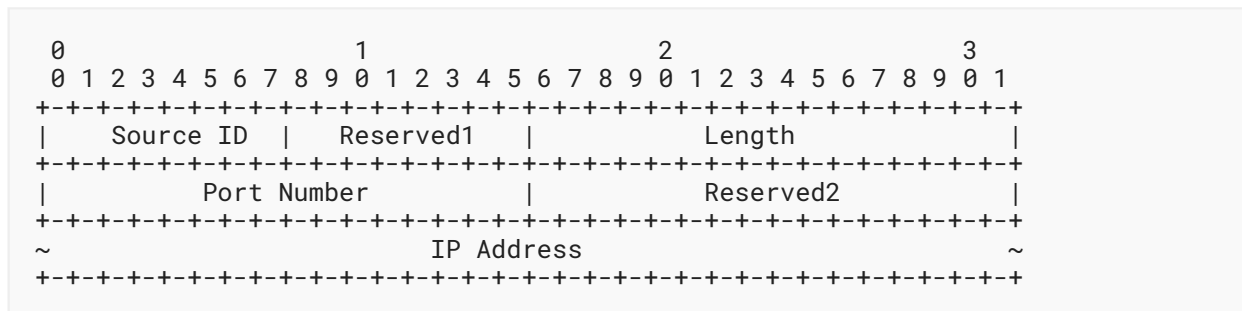 0                   1                   2                   3
 0 1 2 3 4 5 6 7 8 9 0 1 2 3 4 5 6 7 8 9 0 1 2 3 4 5 6 7 8 9 0 1
+-+-+-+-+-+-+-+-+-+-+-+-+-+-+-+-+-+-+-+-+-+-+-+-+-+-+-+-+-+-+-+-+
|    Source ID  |   Reserved1   |           Length              |
+-+-+-+-+-+-+-+-+-+-+-+-+-+-+-+-+-+-+-+-+-+-+-+-+-+-+-+-+-+-+-+-+
|          Port Number          |           Reserved2           |
+-+-+-+-+-+-+-+-+-+-+-+-+-+-+-+-+-+-+-+-+-+-+-+-+-+-+-+-+-+-+-+-+
~                         IP Address                            ~
+-+-+-+-+-+-+-+-+-+-+-+-+-+-+-+-+-+-+-+-+-+-+-+-+-+-+-+-+-+-+-+-+